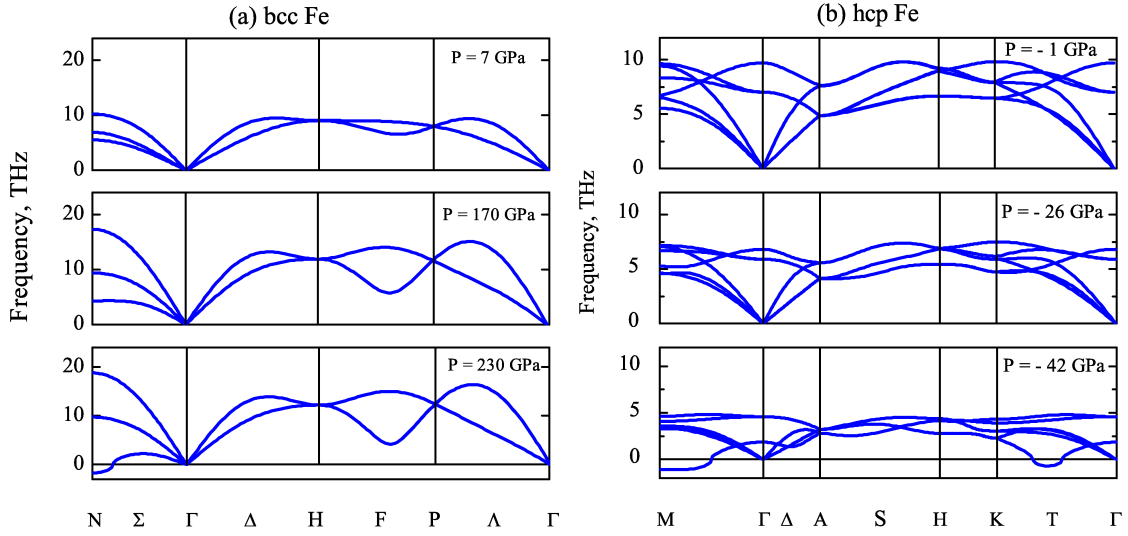 (a) bcc Fe
(b) hcp Fe
Frequency, THz
20
10
0
P = 7 GPa
20
10
0
P = 170 GPa
20
10
0
P = 230 GPa
N Σ Γ Δ H F P Λ Γ
Frequency, THz
10
5
0
P = - 1 GPa
10
5
0
P = - 26 GPa
10
5
0
P = - 42 GPa
M Γ Δ A S H K T Γ